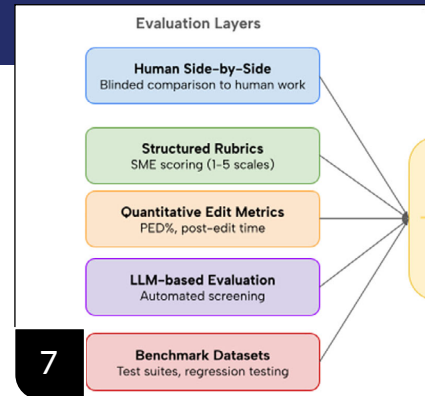 Evaluation Layers
Human Side-by-Side
Blinded comparison to human work
Structured Rubrics
SME scoring (1-5 scales)
Quantitative Edit Metrics
PED%, post-edit time
LLM-based Evaluation
Automated screening
Benchmark Datasets
Test suites, regression testing
7